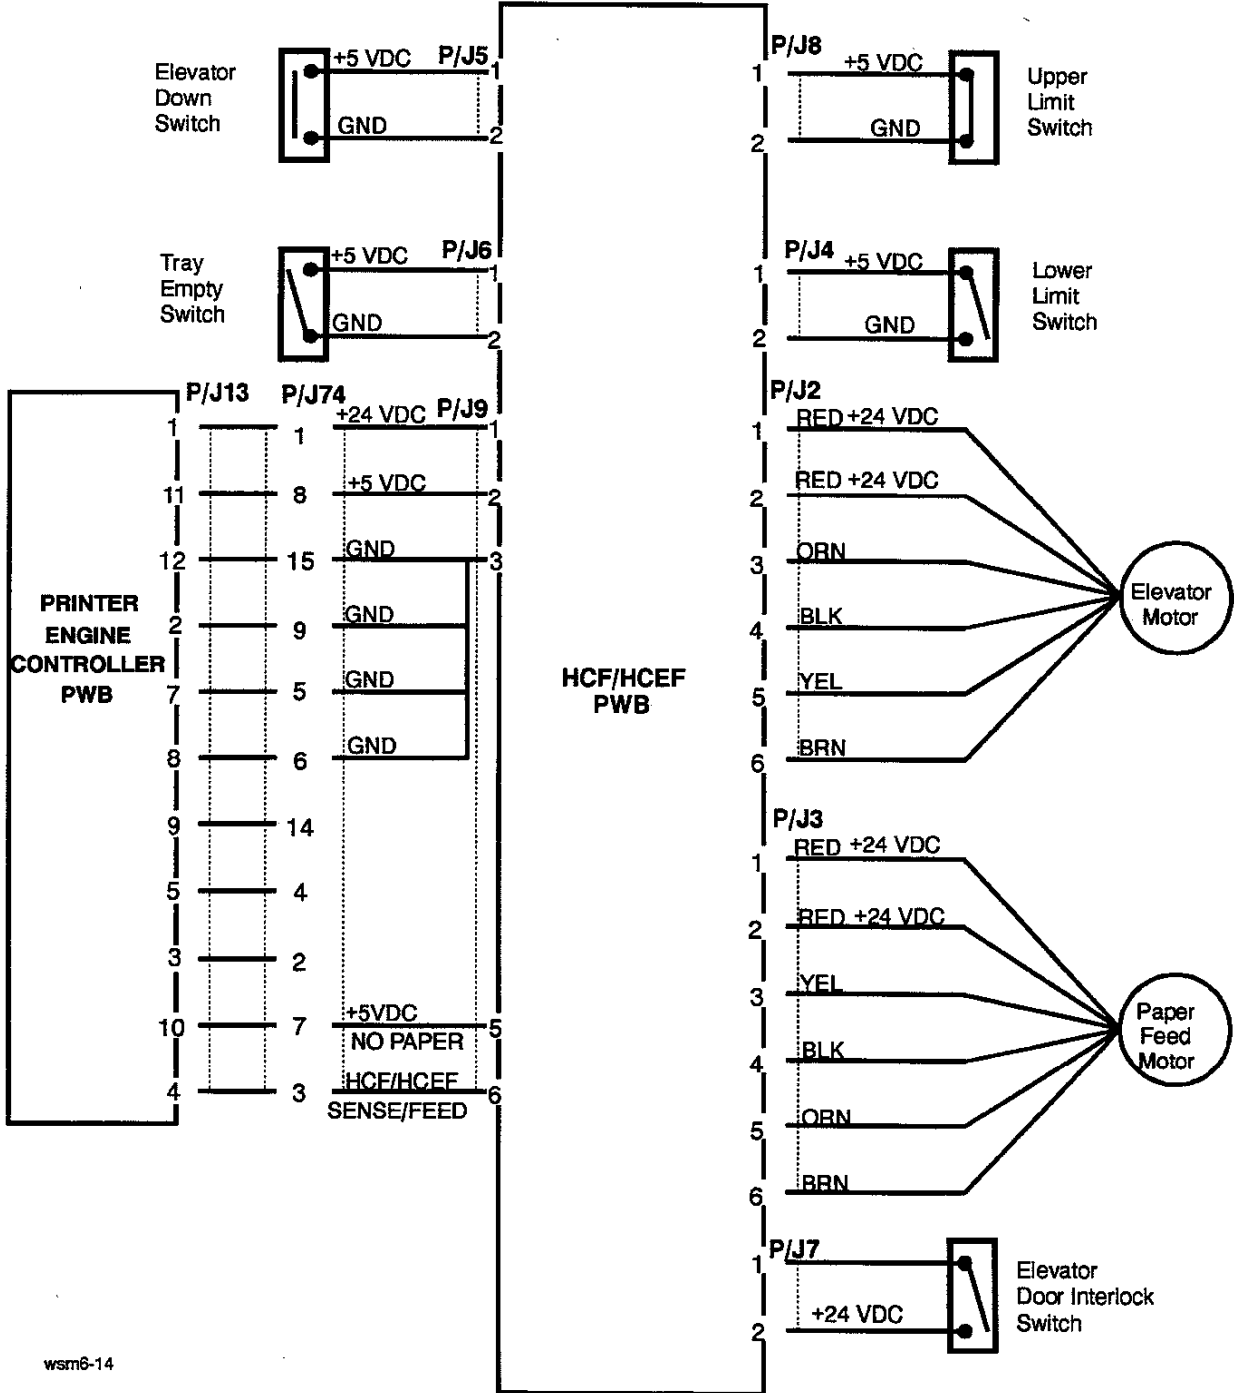 Elevator
Down
Switch
+5 VDC
P/J5
1
GND
2
P/J8
1
+5 VDC
2
GND
Upper
Limit
Switch
Tray
Empty
Switch
+5 VDC
P/J6
1
GND
2
P/J4
1
+5 VDC
2
GND
Lower
Limit
Switch
P/J13
P/J74
+24 VDC
P/J9
1
1
1
11
8
+5 VDC
2
12
15
GND
3
2
9
GND
7
5
GND
8
6
GND
9
14
5
4
3
2
10
7
+5VDC
NO PAPER
5
4
3
HCF/HCEF
SENSE/FEED
6
PRINTER
ENGINE
CONTROLLER
PWB
HCF/HCEF
PWB
P/J2
1
RED +24 VDC
2
RED +24 VDC
3
ORN
4
BLK
5
YEL
6
BRN
Elevator
Motor
P/J3
1
RED +24 VDC
2
RED +24 VDC
3
YEL
4
BLK
5
ORN
6
BRN
Paper
Feed
Motor
P/J7
1
2
+24 VDC
Elevator
Door Interlock
Switch
wsm6-14